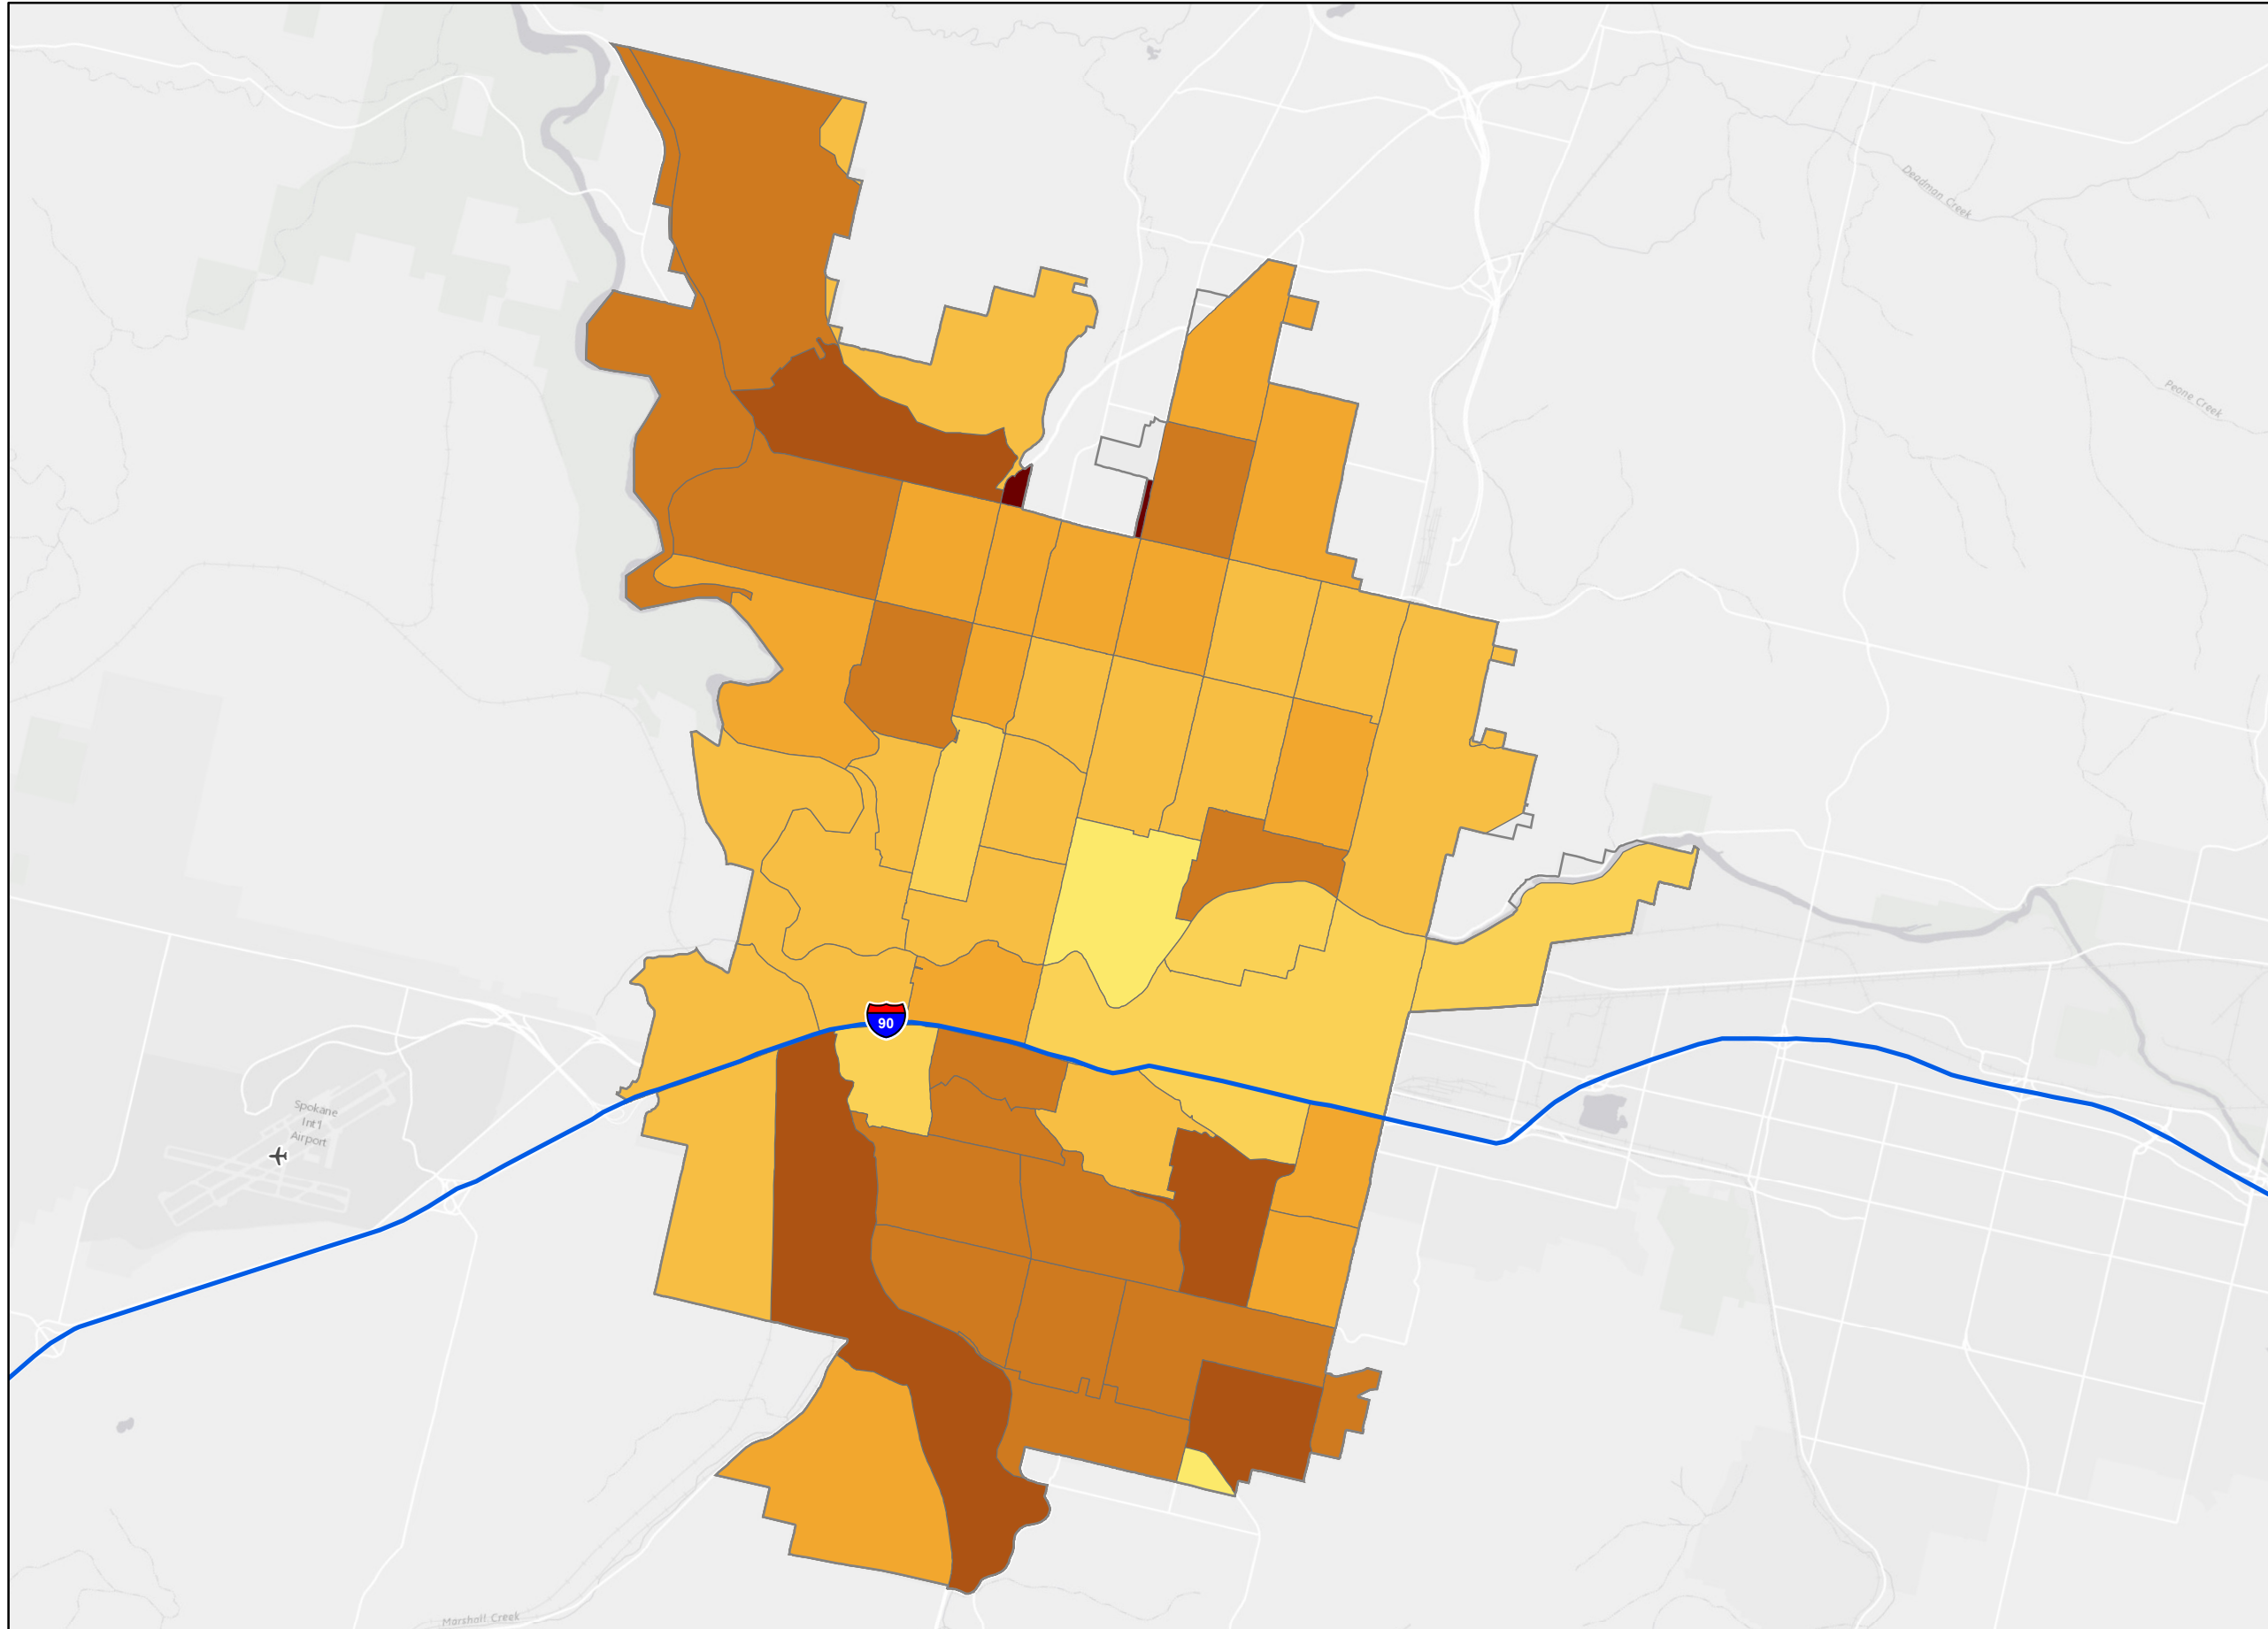 Deadman Creek
Peone Creek
90
Spokane
Int'l
Airport
Marshall Creek